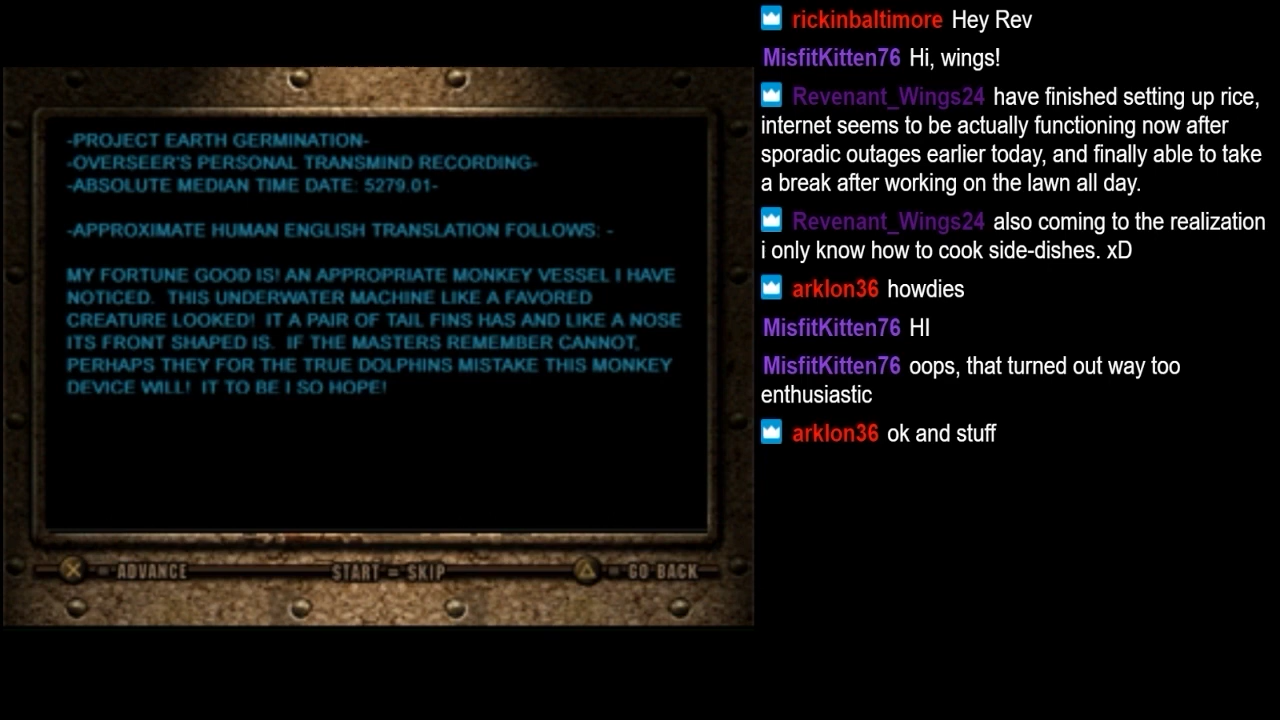 -PROJECT EARTH GERMINATION-
-OVERSEER'S PERSONAL TRANSMIND RECORDING-
-ABSOLUTE MEDIAN TIME DATE: 5279.01-
-APPROXIMATE HUMAN ENGLISH TRANSLATION FOLLOWS: -
MY FORTUNE GOOD IS! AN APPROPRIATE MONKEY VESSEL I HAVE
NOTICED. THIS UNDERWATER MACHINE LIKE A FAVORED
CREATURE LOOKED! IT A PAIR OF TAIL FINS HAS AND LIKE A NOSE
ITS FRONT SHAPED IS. IF THE MASTERS REMEMBER CANNOT,
PERHAPS THEY FOR THE TRUE DOLPHINS MISTAKE THIS MONKEY
DEVICE WILL! IT TO BE I SO HOPE!
X = ADVANCE
START = SKIP
△ = GO BACK
rickinbaltimore Hey Rev
MisfitKitten76 Hi, wings!
Revenant_Wings24 have finished setting up rice,
internet seems to be actually functioning now after
sporadic outages earlier today, and finally able to take
a break after working on the lawn all day.
Revenant_Wings24 also coming to the realization
i only know how to cook side-dishes. xD
arklon36 howdies
MisfitKitten76 HI
MisfitKitten76 oops, that turned out way too
enthusiastic
arklon36 ok and stuff